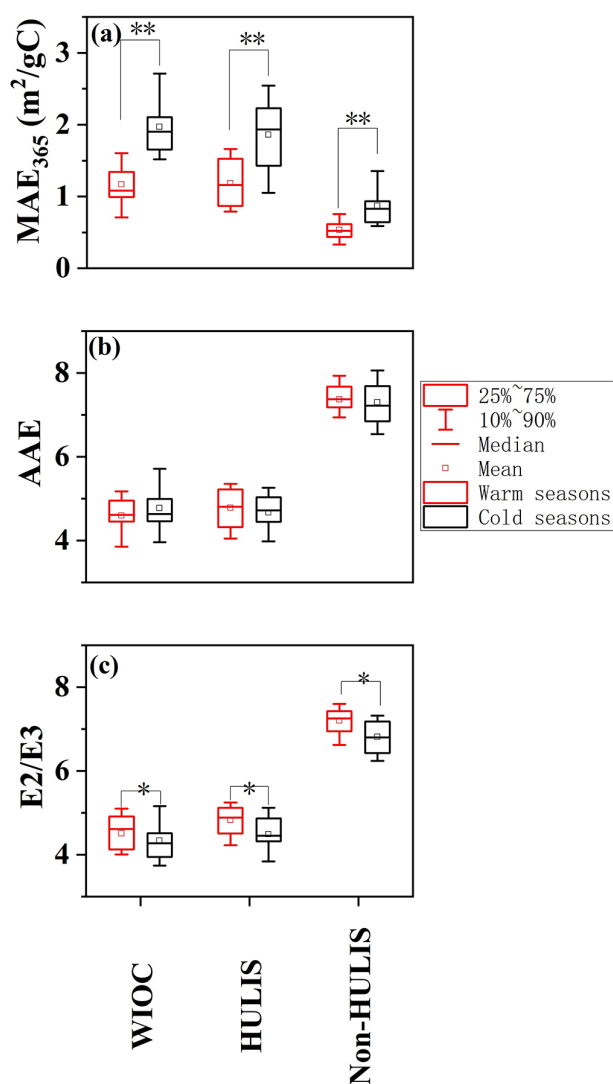 (a)
MAE365 (m2/gC)
3
2
1
0
**
**
**
(b)
AAE
8
6
4
25%~75%
10%~90%
Median
Mean
Warm seasons
Cold seasons
(c)
E2/E3
8
6
4
*
*
*
WIOC
HULIS
Non-HULIS